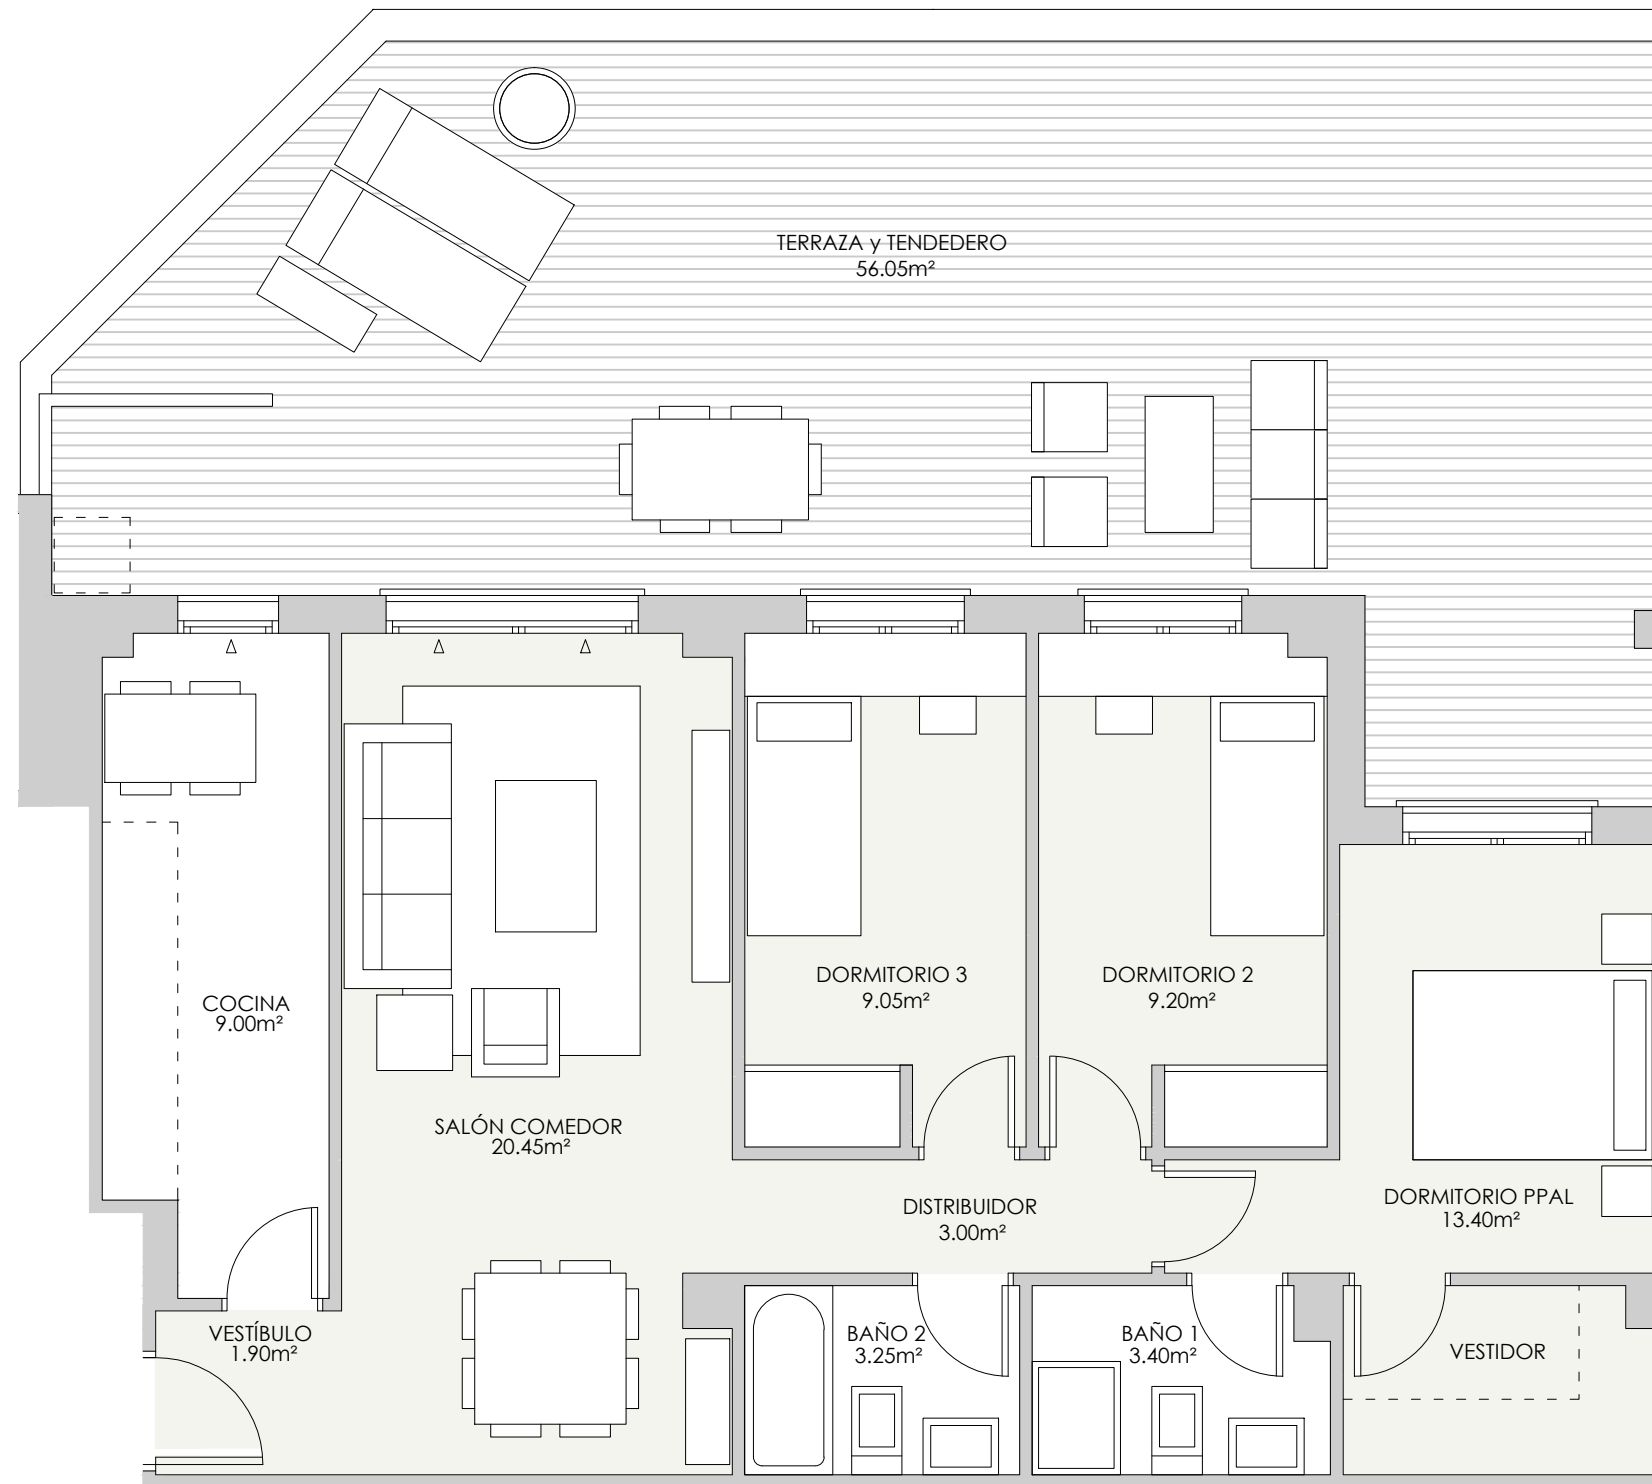 TERRAZA y TENDEDERO
56.05m²
DORMITORIO 3
9.05m²
DORMITORIO 2
9.20m²
COCINA
9.00m²
SALÓN COMEDOR
20.45m²
DISTRIBUIDOR
3.00m²
DORMITORIO PPAL
13.40m²
VESTÍBULO
1.90m²
BAÑO 2
3.25m²
BAÑO 1
3.40m²
VESTIDOR